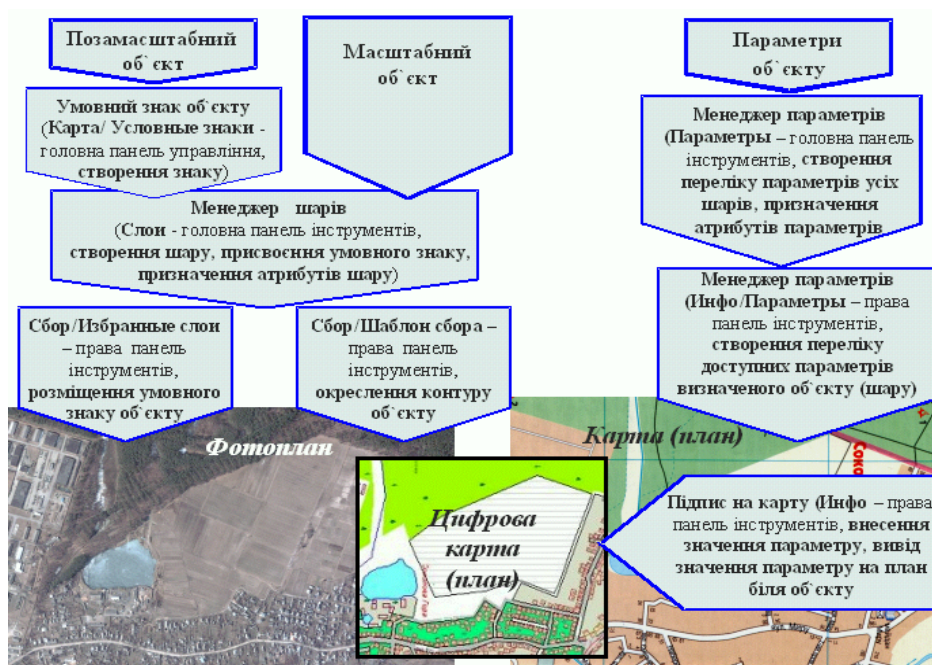 Позамасштабний
об`єкт
Масштабний
об`єкт
Параметри
об`єкту
Умовний знак об`єкту
(Карта/ Условные знаки -
головна панель управління,
створення знаку)
Менеджер шарів
(Слои - головна панель інструментів,
створення шару, присвоєння умовного знаку,
призначення атрибутів шару)
Менеджер параметрів
(Параметры – головна панель
інструментів, створення
переліку параметрів усіх
шарів, призначення
атрибутів параметрів
Сбор/Избранные слои
– права панель
інструментів,
розміщення умовного
знаку об`єкту
Сбор/Шаблон сбора –
права панель
інструментів,
окреслення контуру
об`єкту
Менеджер параметрів
(Инфо/Параметры – права
панель інструментів,
створення переліку
доступних параметрів
визначеного об`єкту (шару)
Фотоплан
Карта (план)
Соко
Цифрова
карта
(план)
Підпис на карту (Инфо – права
панель інструментів, внесення
значення параметру, вивід
значення параметру на план
біля об`єкту